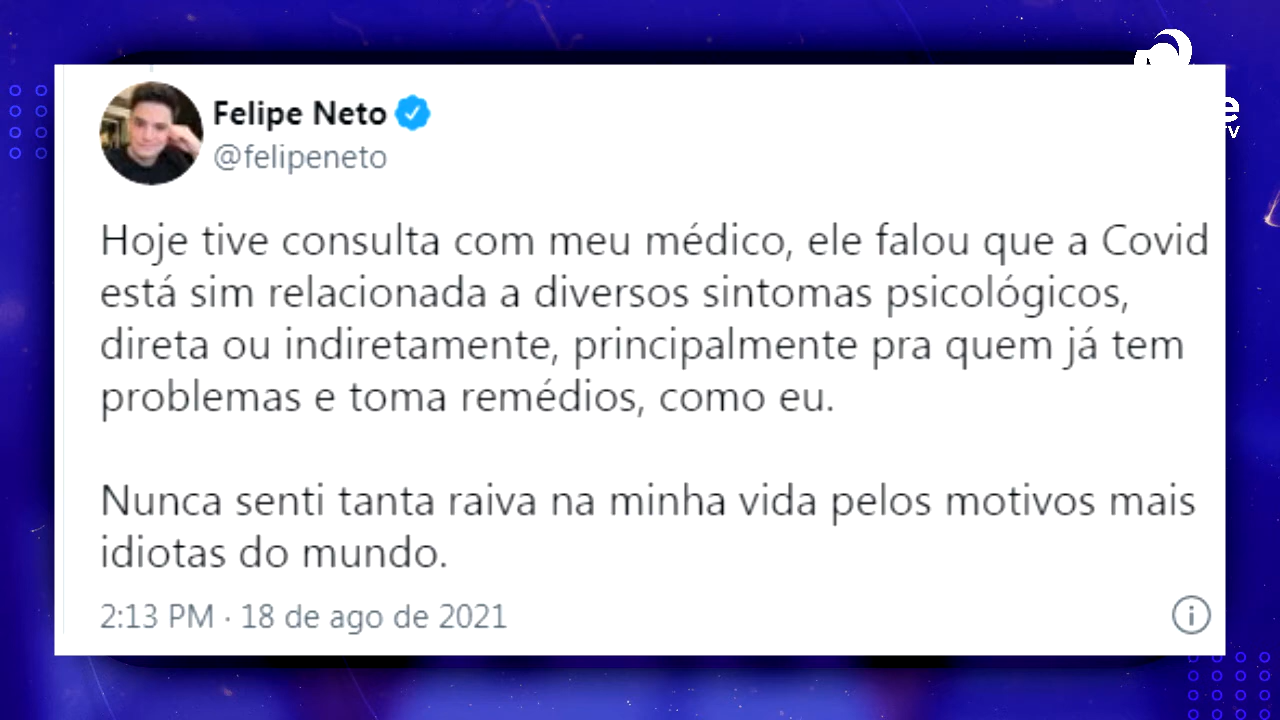 Felipe Neto
@felipeneto
Hoje tive consulta com meu médico, ele falou que a Covid
está sim relacionada a diversos sintomas psicológicos,
direta ou indiretamente, principalmente pra quem já tem
problemas e toma remédios, como eu.
Nunca senti tanta raiva na minha vida pelos motivos mais
idiotas do mundo.
2:13 PM · 18 de ago de 2021